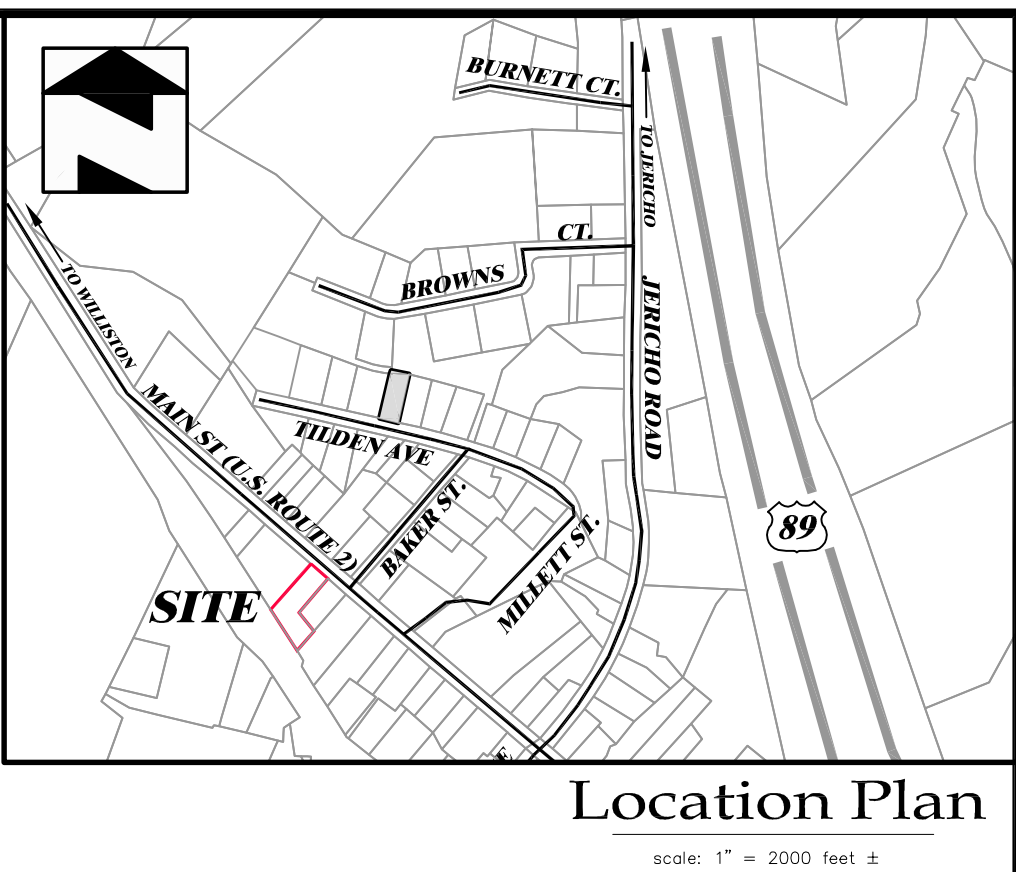 BURNETT CT.
TO JERICHO
CT.
BROWNS
JERICHO ROAD
TO WILLISTON
MAIN ST (U.S. ROUTE 2)
TILDEN AVE
BAKER ST.
MILLETT ST.
89
SITE
E
Location Plan
scale: 1" = 2000 feet ±